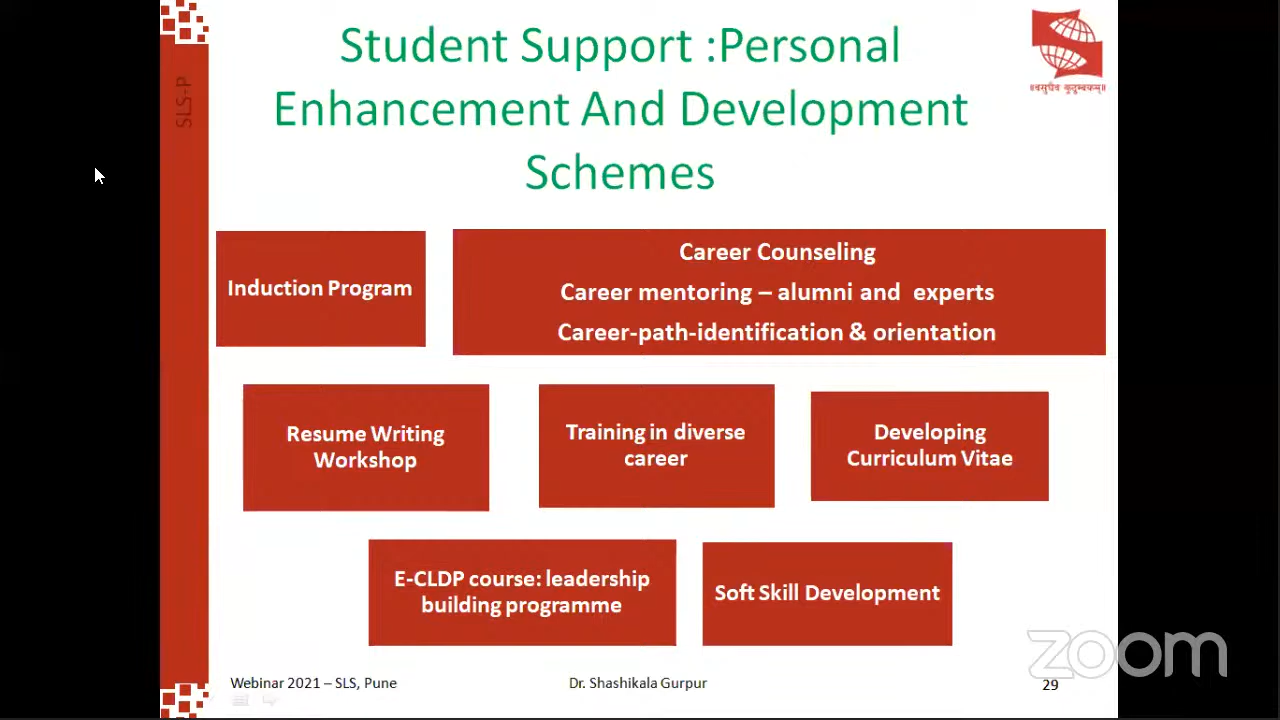 SLS-P
Student Support :Personal
Enhancement And Development
Schemes
॥वसुधैव कुटुम्बकम्॥
Induction Program
Career Counseling
Career mentoring – alumni and experts
Career-path-identification & orientation
Resume Writing
Workshop
Training in diverse
career
Developing
Curriculum Vitae
E-CLDP course: leadership
building programme
Soft Skill Development
zoom
Webinar 2021 – SLS, Pune
Dr. Shashikala Gurpur
29